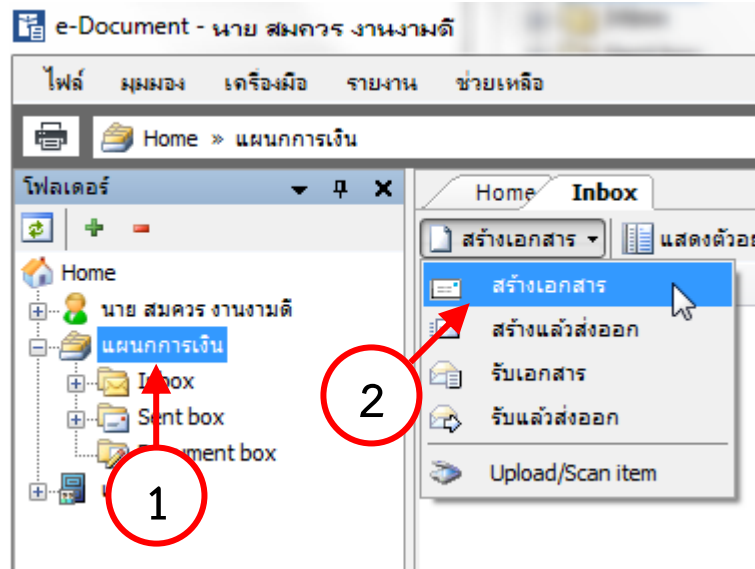 e-Document - นาย สมควร งานงามดี
ไฟล์ มุมมอง เครื่องมือ รายงาน ช่วยเหลือ
Home » แผนกการเงิน
โฟลเดอร์
Home Inbox
สร้างเอกสาร
Home
นาย สมควร งานงามดี
แผนกการเงิน
Inbox
Sent box
box
สร้างเอกสาร
สร้างแล้วส่งออก
รับเอกสาร
รับแล้วส่งออก
Upload/Scan item
1
2